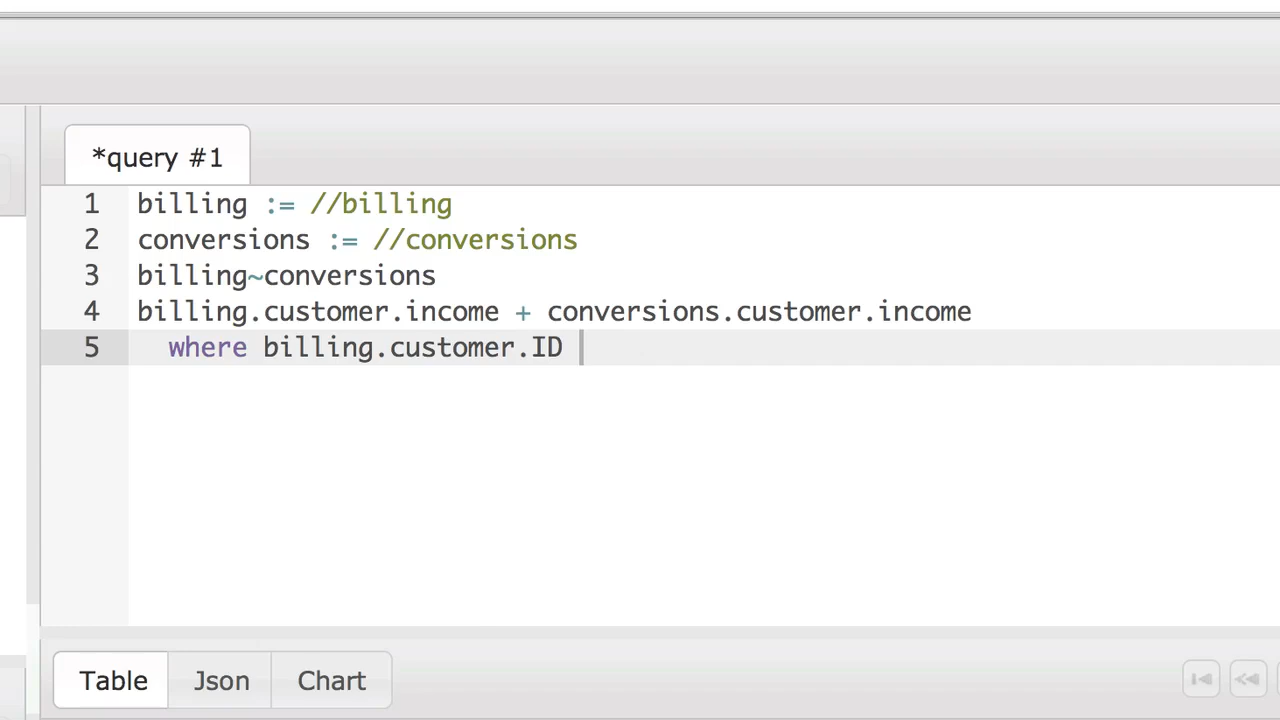 *query #1
1 billing := //billing
2 conversions := //conversions
3 billing~conversions
4 billing.customer.income + conversions.customer.income
5 where billing.customer.ID
Table Json Chart